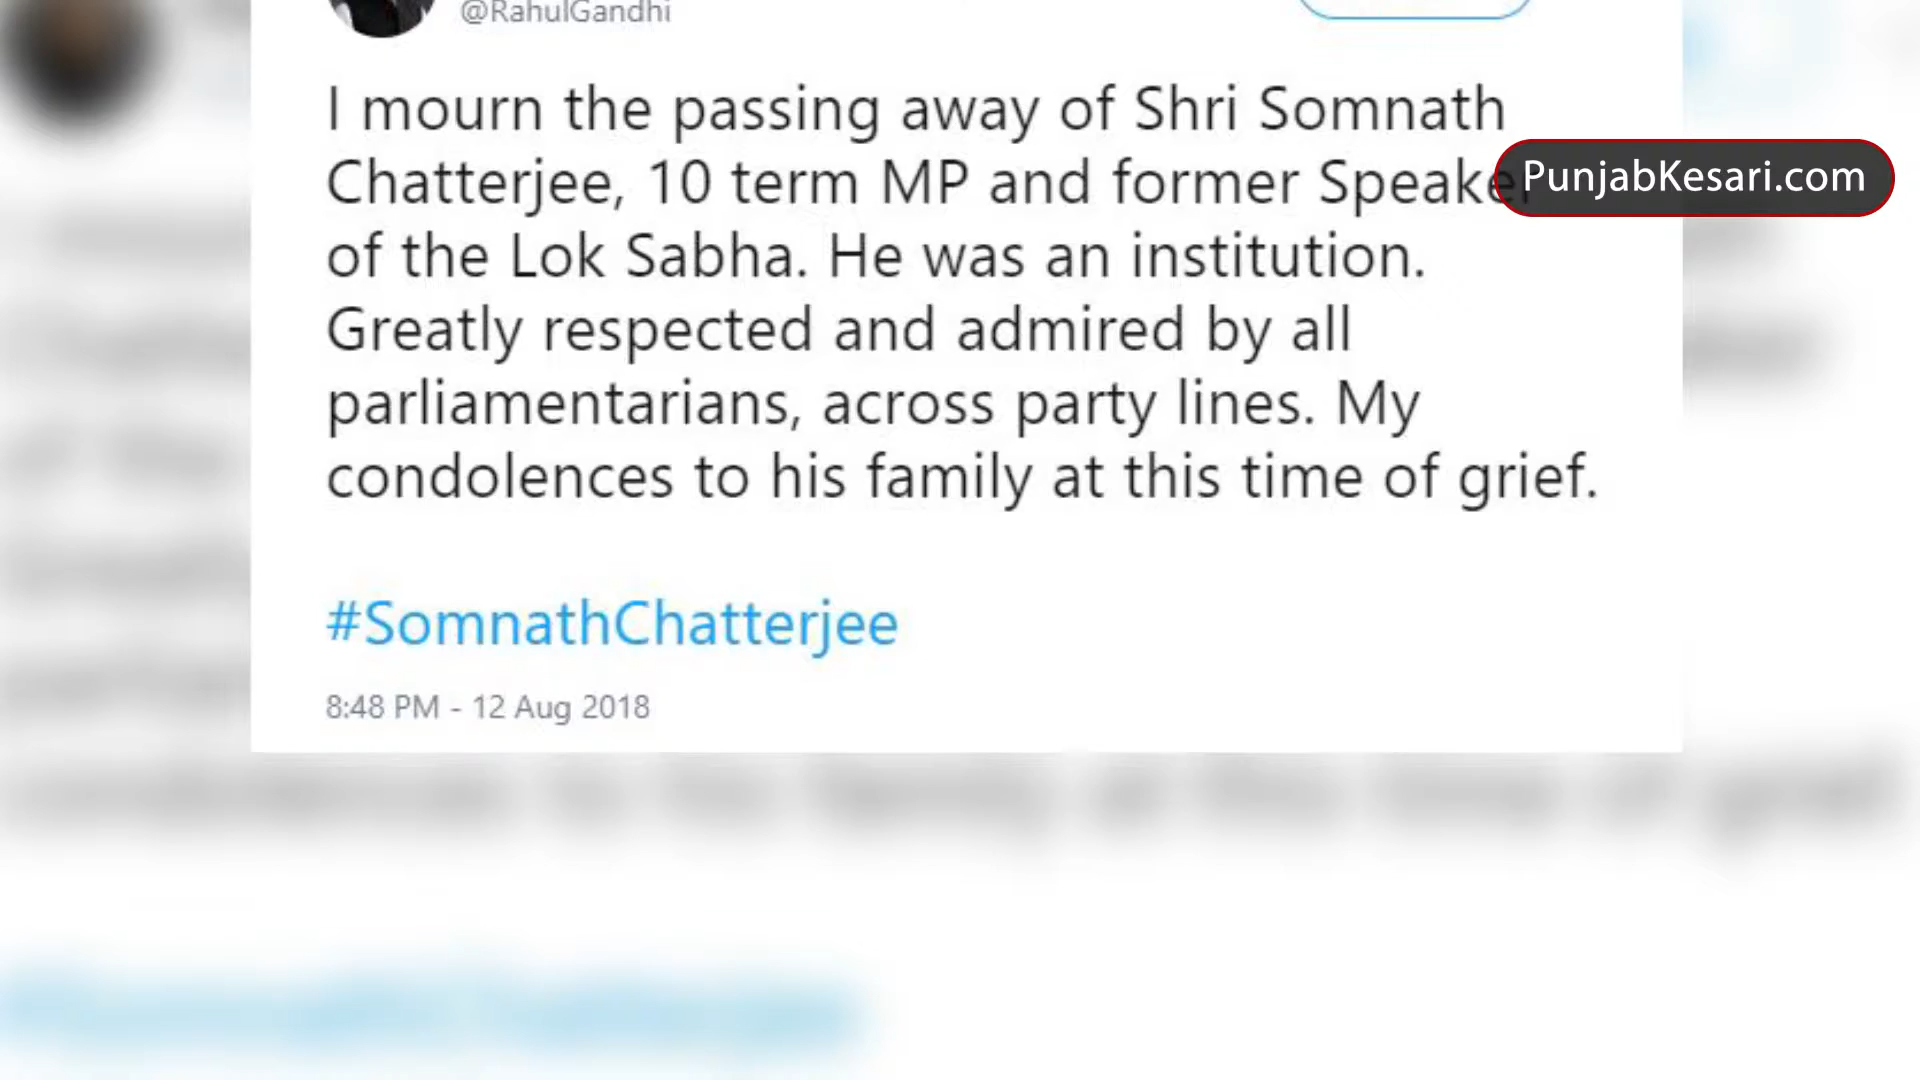 @RahulGandhi
I mourn the passing away of Shri Somnath
Chatterjee, 10 term MP and former Speaker
PunjabKesari.com
of the Lok Sabha. He was an institution.
Greatly respected and admired by all
parliamentarians, across party lines. My
condolences to his family at this time of grief.
#SomnathChatterjee
8:48 PM - 12 Aug 2018